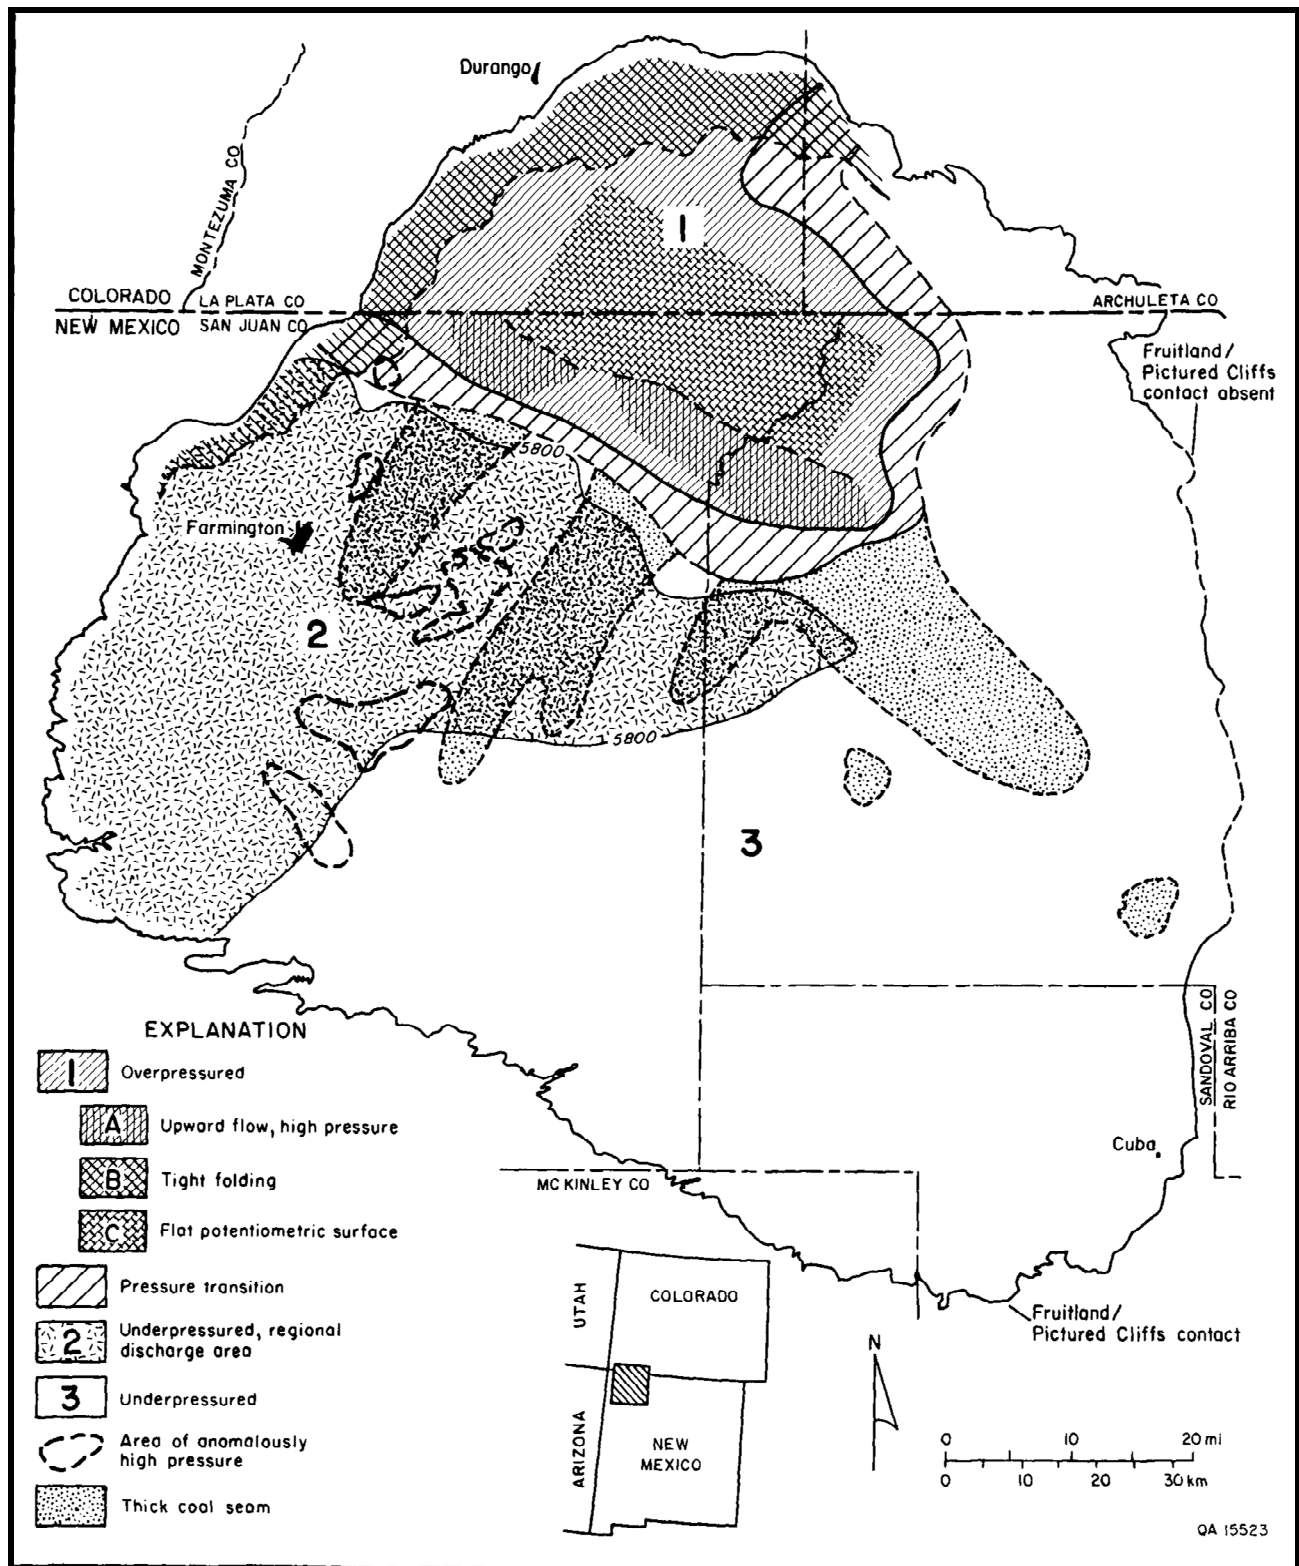 Durango
MONTEZUMA CO
1
COLORADO
LA PLATA CO
ARCHULETA CO
NEW MEXICO
SAN JUAN CO
Fruitland/
Pictured Cliffs
contact absent
5800
Farmington
2
5800
3
EXPLANATION
1
Overpressured
A
Upward flow, high pressure
B
Tight folding
C
Flat potentiometric surface
Pressure transition
2
Underpressured, regional
discharge area
3
Underpressured
Area of anomalously
high pressure
Thick coal seam
SANDOVAL CO
RIO ARRIBA CO
Cuba
MC KINLEY CO
Fruitland/
Pictured Cliffs contact
UTAH
COLORADO
ARIZONA
NEW
MEXICO
N
0 10 20 mi
0 10 20 30 km
QA 15523